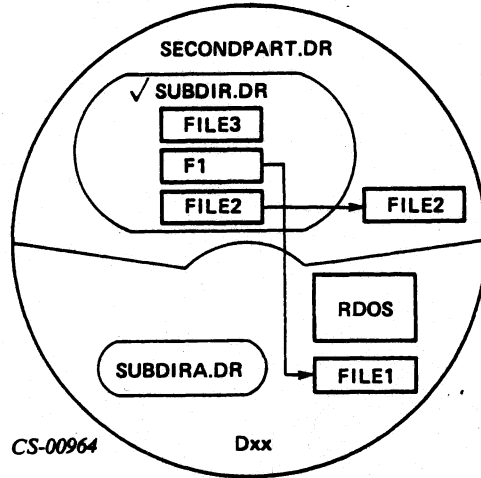 SECONDPART.DR
√ SUBDIR.DR
FILE3
F1
FILE2
FILE2
RDOS
SUBDIRA.DR
FILE1
CS-00964
Dxx